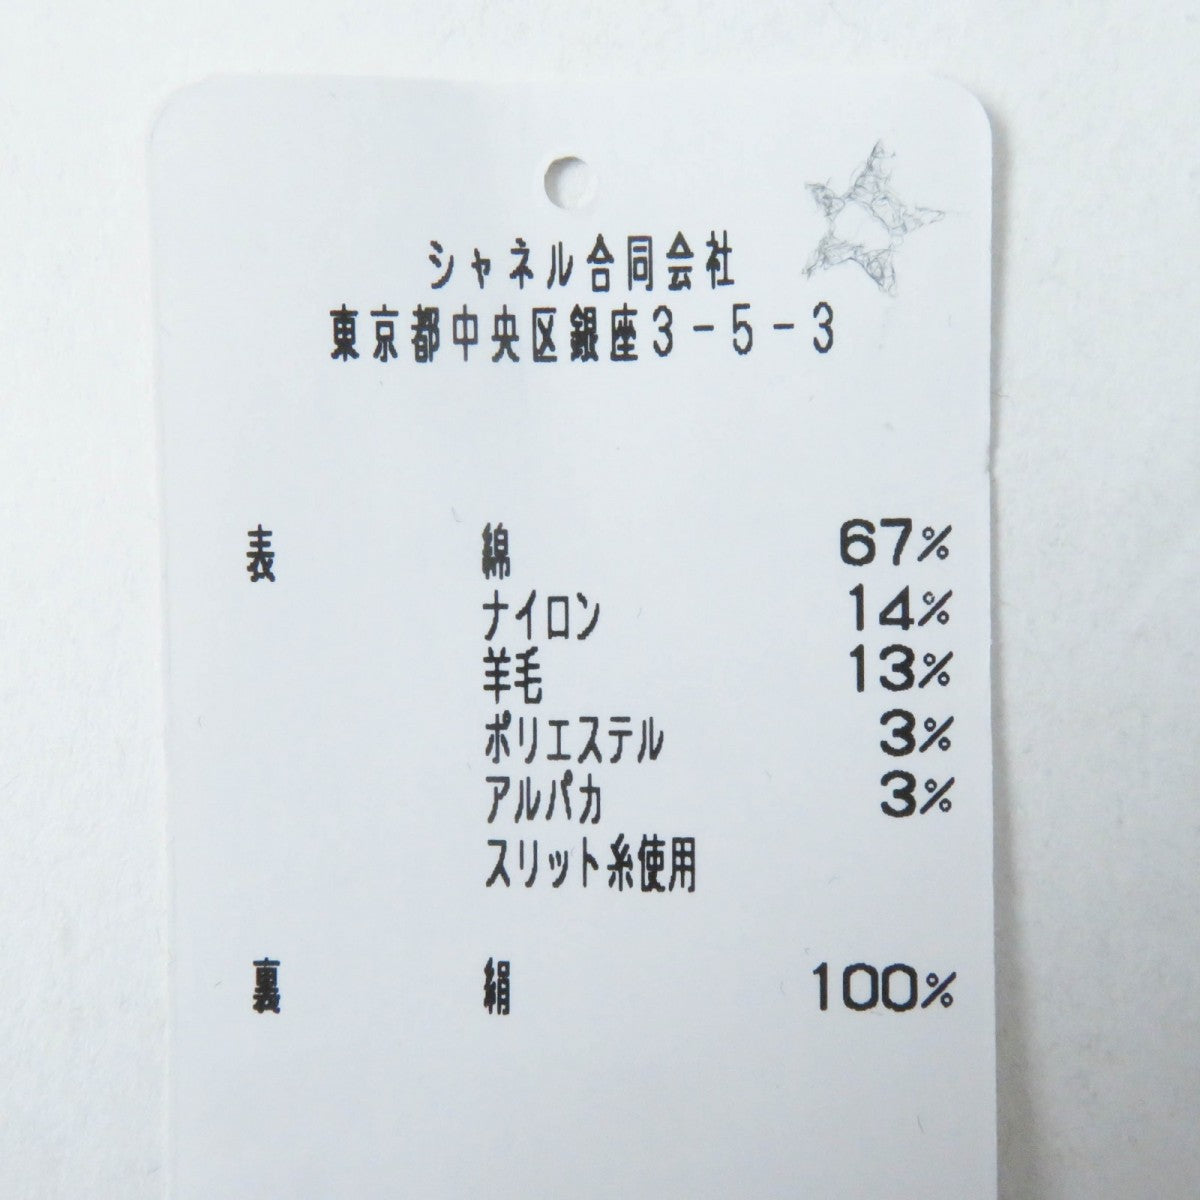 シャネル合同会社
東京都中央区銀座3-5-3
表 綿 67%
ナイロン 14%
羊毛 13%
ポリエステル 3%
アルパカ 3%
スリット糸使用
裏 絹 100%